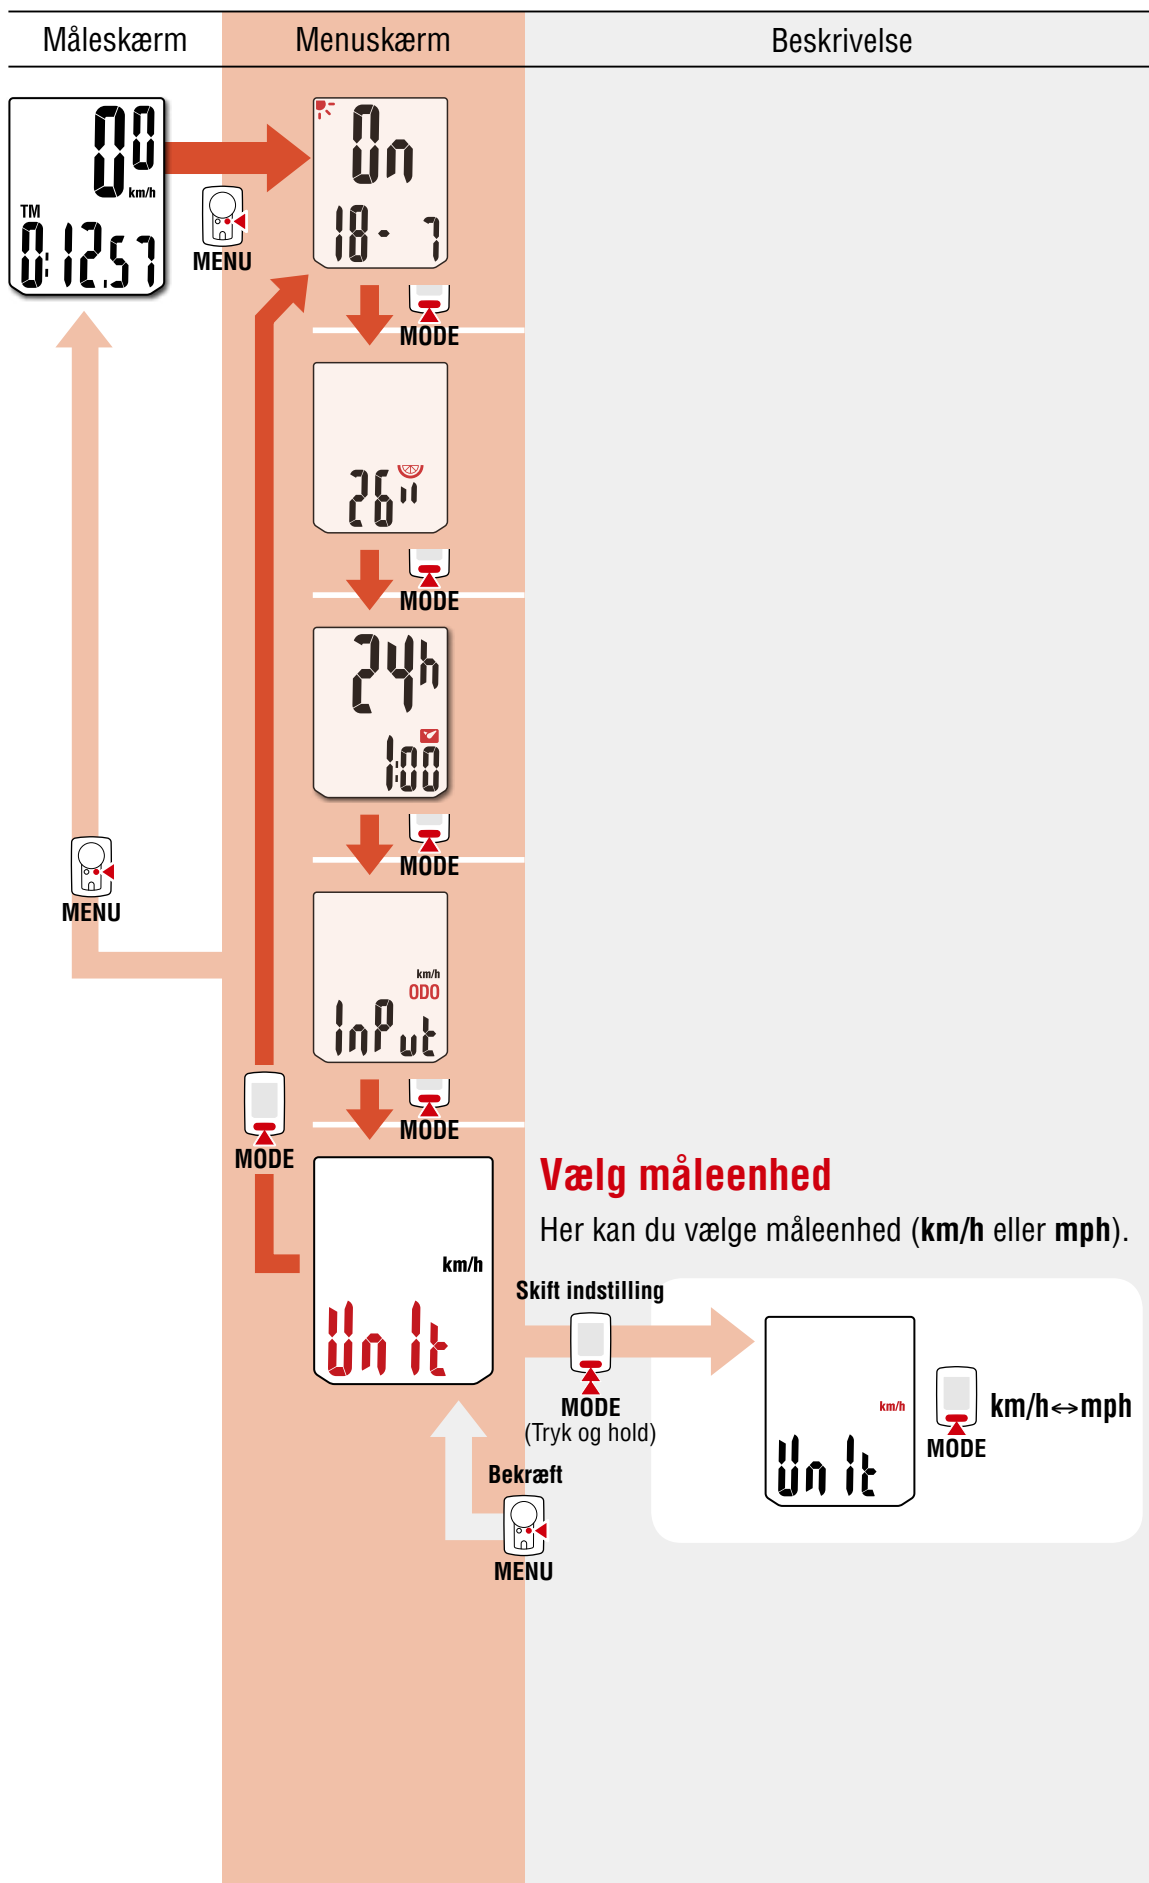 Måleskærm
Menuskærm
Beskrivelse
00
km/h
TM
0:12.57
MENU
On
18- 7
MODE
26"
MODE
24h
1:00
MODE
MENU
km/h
ODO
InPut
MODE
MODE
Vælg måleenhed
Her kan du vælge måleenhed (km/h eller mph).
km/h
UnIt
Skift indstilling
MODE
(Tryk og hold)
km/h
UnIt
MODE
km/h↔mph
Bekræft
MENU